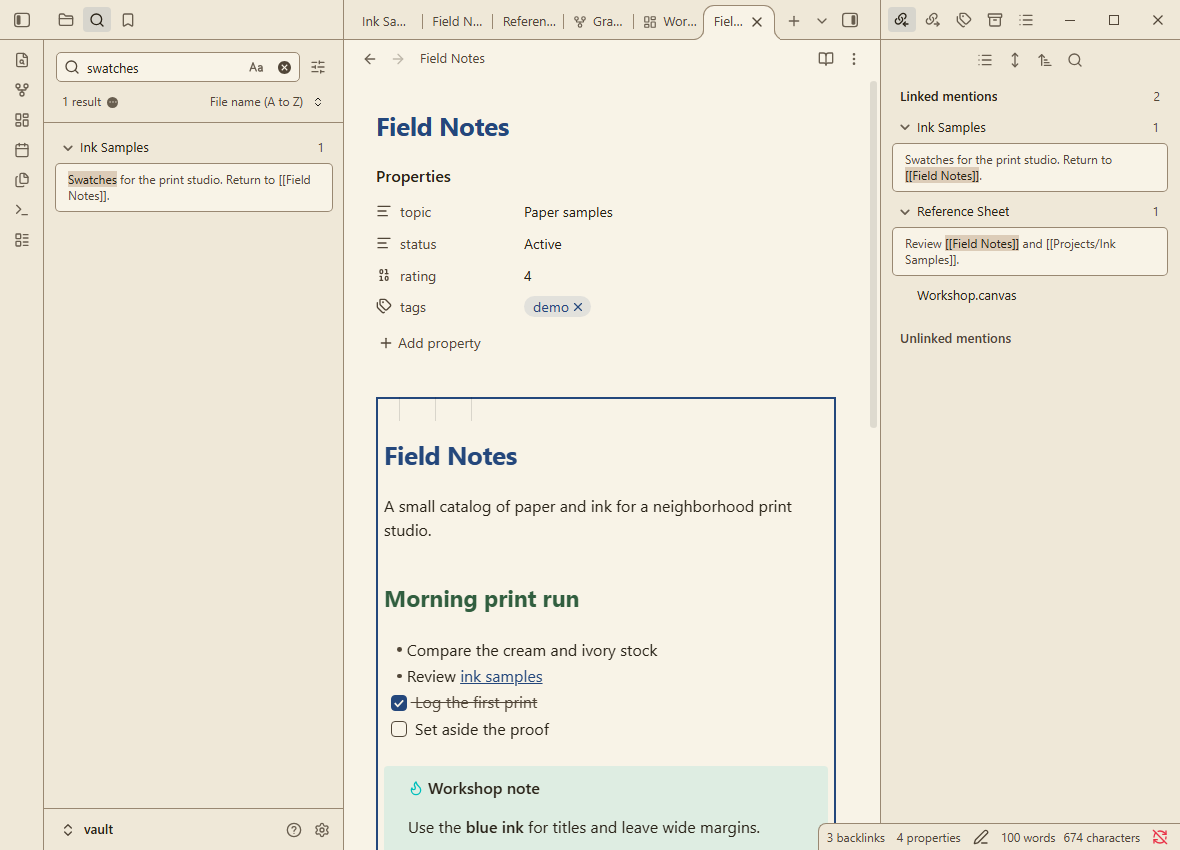 Ink Sa...
Field N...
Referen...
Gra...
Wor...
Fiel...
swatches
Aa
1 result
File name (A to Z)
Ink Samples
1
Swatches for the print studio. Return to [[Field
Notes]].
vault
Field Notes
Field Notes
Properties
topic
Paper samples
status
Active
rating
4
tags
demo
Add property
Field Notes
A small catalog of paper and ink for a neighborhood print
studio.
Morning print run
• Compare the cream and ivory stock
• Review ink samples
Log the first print
Set aside the proof
Workshop note
Use the blue ink for titles and leave wide margins.
Linked mentions
2
Ink Samples
1
Swatches for the print studio. Return to
[[Field Notes]].
Reference Sheet
1
Review [[Field Notes]] and [[Projects/Ink
Samples]].
Workshop.canvas
Unlinked mentions
3 backlinks
4 properties
100 words
674 characters